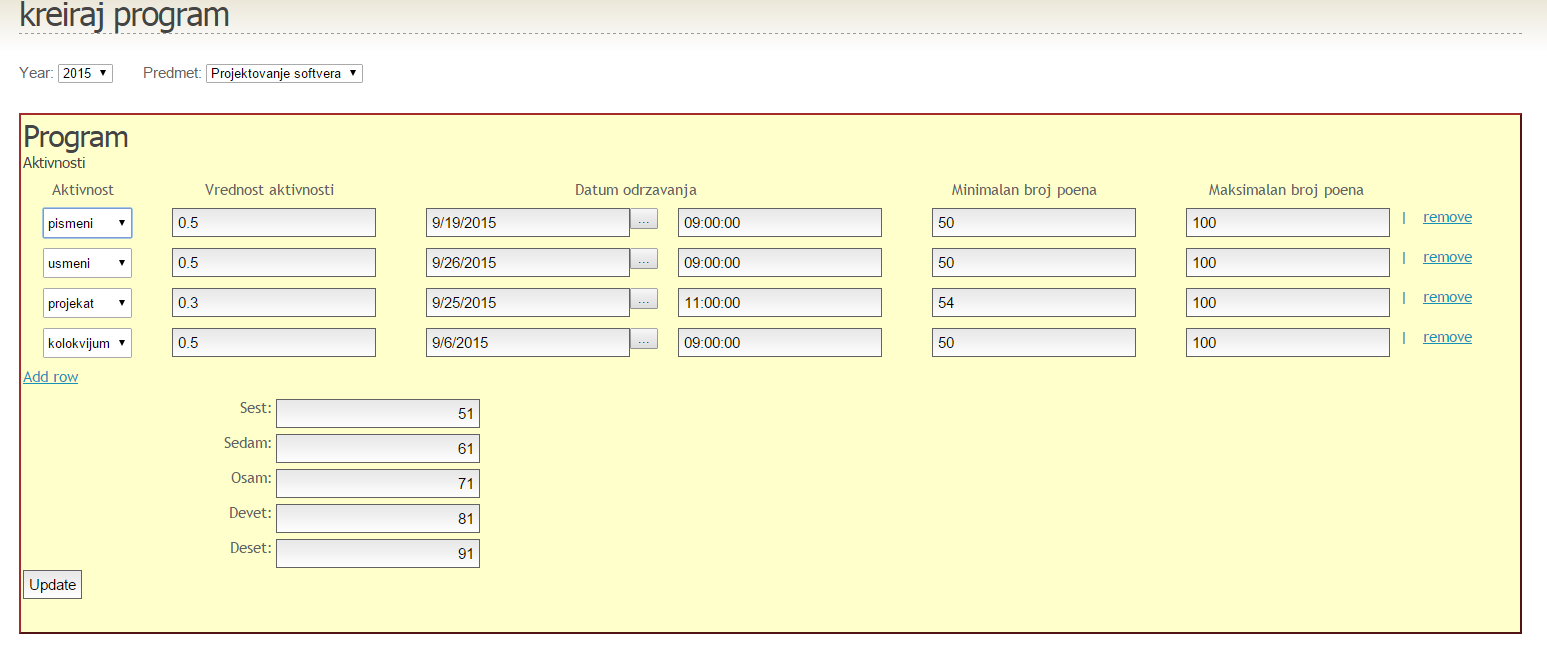 kreiraj program
Year: 2015 Predmet: Projektovanje softvera
Program
Aktivnosti
Aktivnost Vrednost aktivnosti Datum odrzavanja Minimalan broj poena Maksimalan broj poena
pismeni 0.5 9/19/2015 ... 09:00:00 50 100 | remove
usmeni 0.5 9/26/2015 ... 09:00:00 50 100 | remove
projekat 0.3 9/25/2015 ... 11:00:00 54 100 | remove
kolokvijum 0.5 9/6/2015 ... 09:00:00 50 100 | remove
Add row
Sest: 51
Sedam: 61
Osam: 71
Devet: 81
Deset: 91
Update